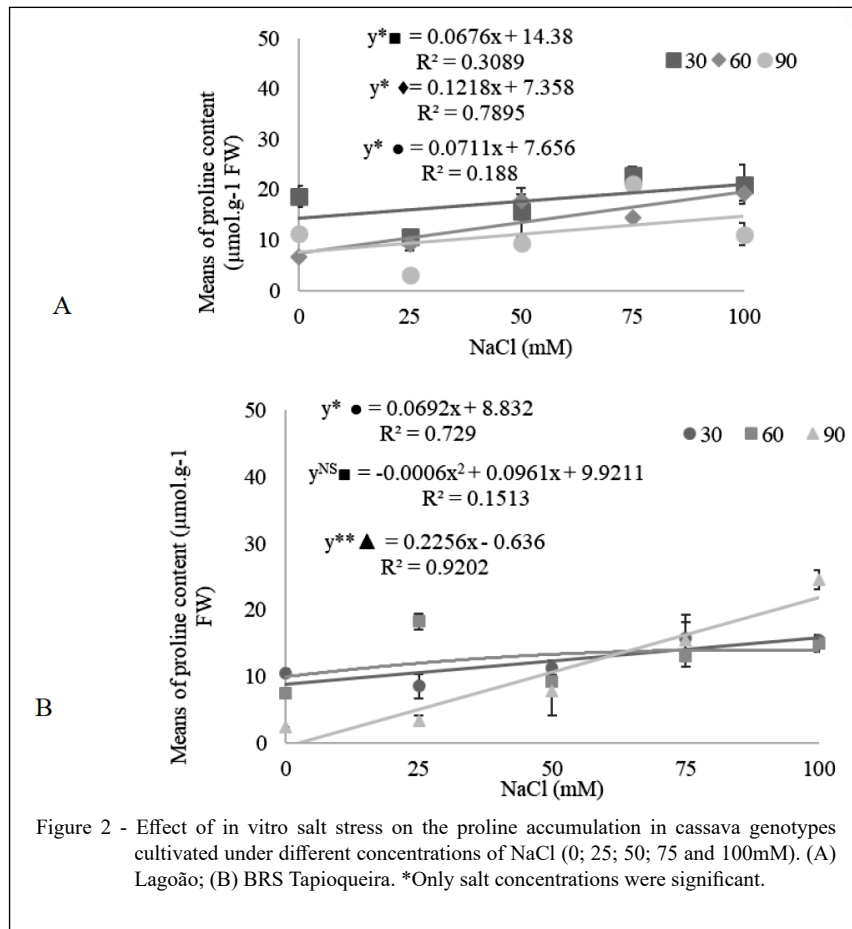 y*■ = 0.0676x + 14.38
R² = 0.3089
■30 ◆60 ●90
y* ◆= 0.1218x + 7.358
R² = 0.7895
y* ● = 0.0711x + 7.656
R² = 0.188
Means of proline content
(µmol.g-1 FW)
50
40
30
20
10
0
0 25 50 75 100
NaCl (mM)
A
y* ● = 0.0692x + 8.832
R² = 0.729
●30 ■60 ▲90
yNS■ = -0.0006x² + 0.0961x + 9.9211
R² = 0.1513
y** ▲ = 0.2256x - 0.636
R² = 0.9202
Means of proline content (µmol.g-1
FW)
50
40
30
20
10
0
0 25 50 75 100
NaCl (mM)
B
Figure 2 - Effect of in vitro salt stress on the proline accumulation in cassava genotypes
cultivated under different concentrations of NaCl (0; 25; 50; 75 and 100mM). (A)
Lagoão; (B) BRS Tapioqueira. *Only salt concentrations were significant.